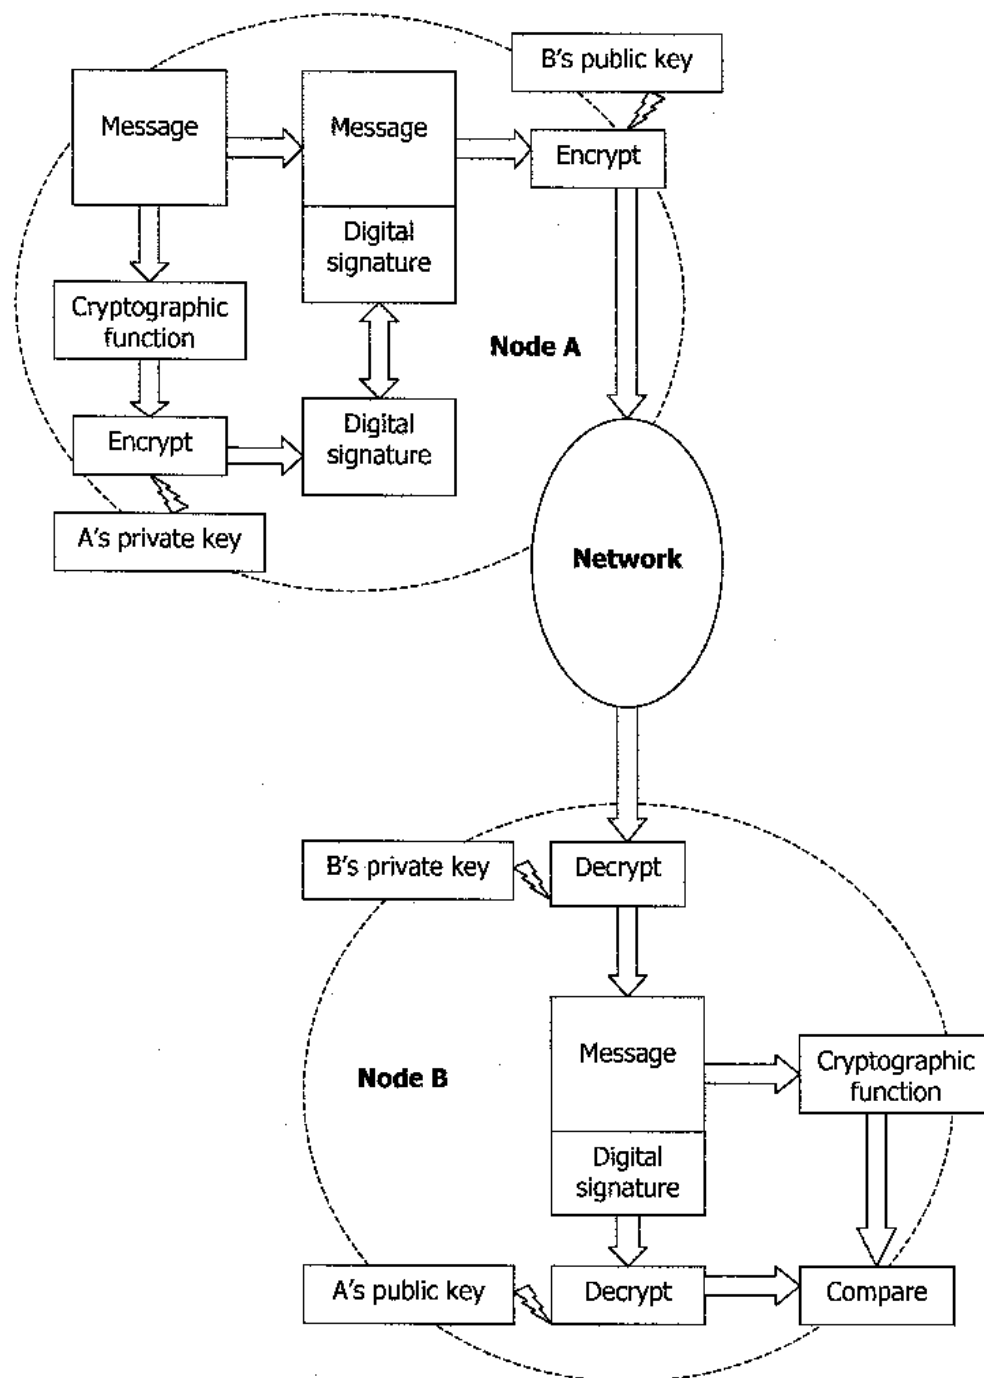 B's public key
Message
Message
Encrypt
Digital
signature
Cryptographic
function
Node A
Encrypt
Digital
signature
A's private key
Network
B's private key
Decrypt
Message
Cryptographic
function
Node B
Digital
signature
A's public key
Decrypt
Compare